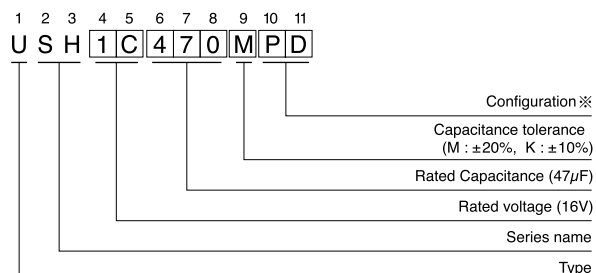 1 2 3 4 5 6 7 8 9 10 11
U S H 1 C 4 7 0 M P D
Configuration※
Capacitance tolerance
(M : ±20%, K : ±10%)
Rated Capacitance (47µF)
Rated voltage (16V)
Series name
Type